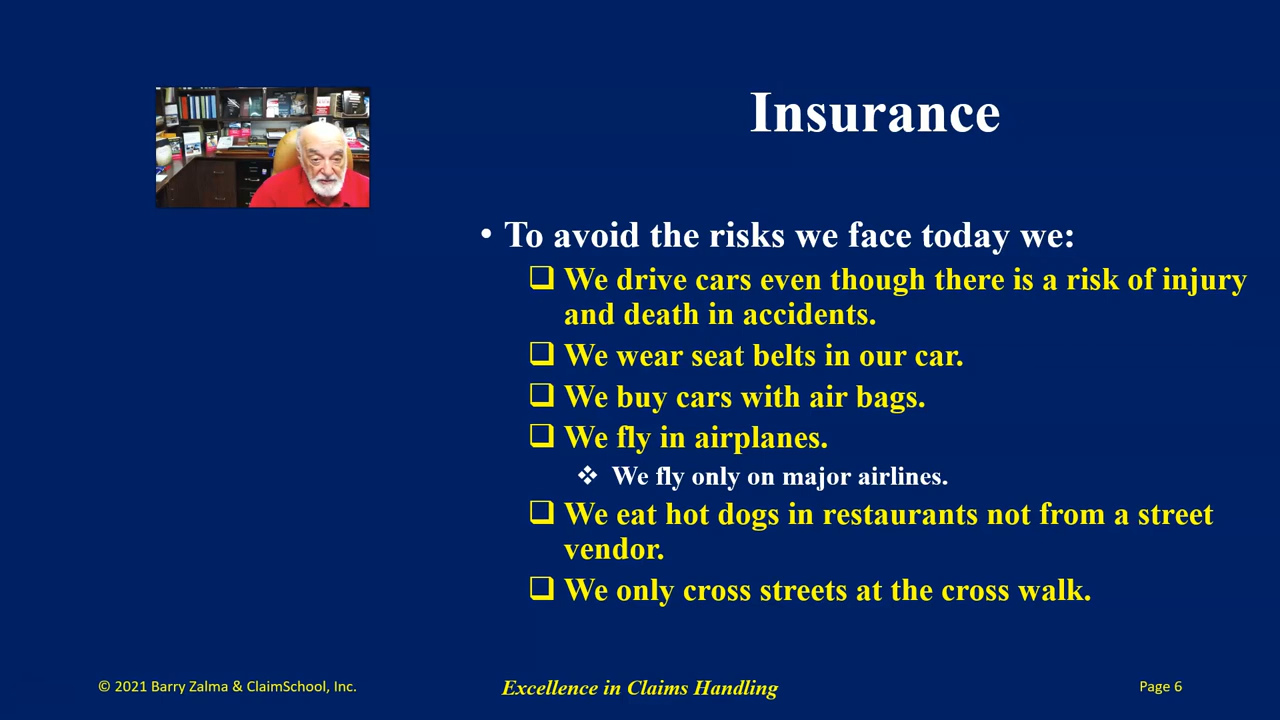 Insurance
• To avoid the risks we face today we:
❑ We drive cars even though there is a risk of injury
and death in accidents.
❑ We wear seat belts in our car.
❑ We buy cars with air bags.
❑ We fly in airplanes.
❖ We fly only on major airlines.
❑ We eat hot dogs in restaurants not from a street
vendor.
❑ We only cross streets at the cross walk.
© 2021 Barry Zalma & ClaimSchool, Inc.
Excellence in Claims Handling
Page 6